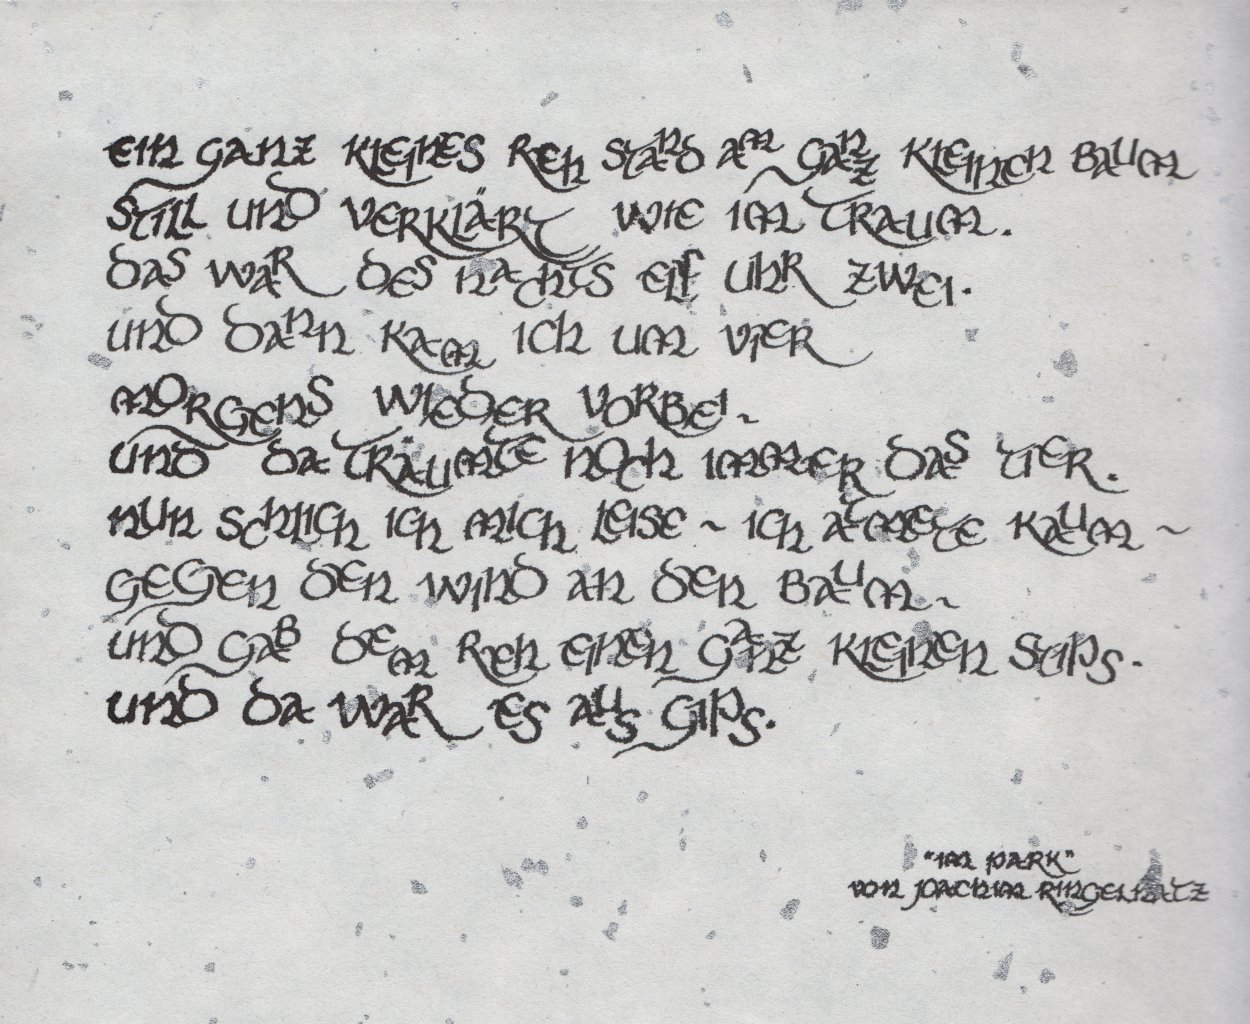 Ein ganz kleines Reh stand am ganz kleinen Baum
still und verklärt wie im Traum.
Das war des Nachts elf Uhr zwei.
Und dann kam ich um vier
Morgens wieder vorbei.
Und da träumte noch immer das Tier.
Nun schlich ich mich leise ~ ich atmete kaum ~
gegen den Wind an den Baum ~
und gab dem Reh einen ganz kleinen Stips.
Und da war es aus Gips.
"Im Park"
von Joachim Ringelnatz